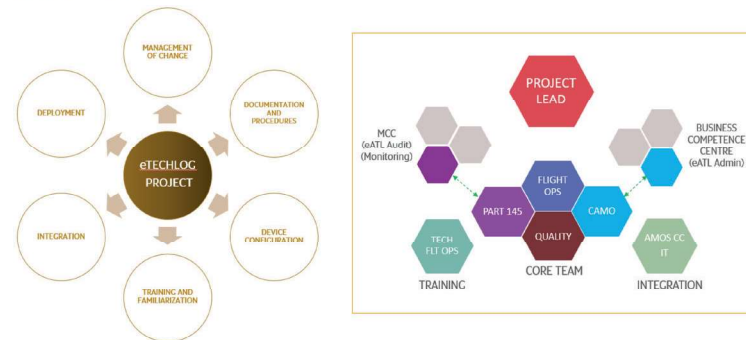 MANAGEMENT
OF CHANGE
DEPLOYMENT
DOCUMENTATION
AND
PROCEDURES
eTECHLOG
PROJECT
INTEGRATION
DEVICE
CONFIGURATION
TRAINING AND
FAMILIARIZATION
PROJECT
LEAD
MCC
(eATL Audit)
(Monitoring)
BUSINESS
COMPETENCE
CENTRE
(eATL Admin)
FLIGHT
OPS
PART 145
CAMO
QUALITY
TECH
FLT OPS
AMOS CC
IT
TRAINING
CORE TEAM
INTEGRATION